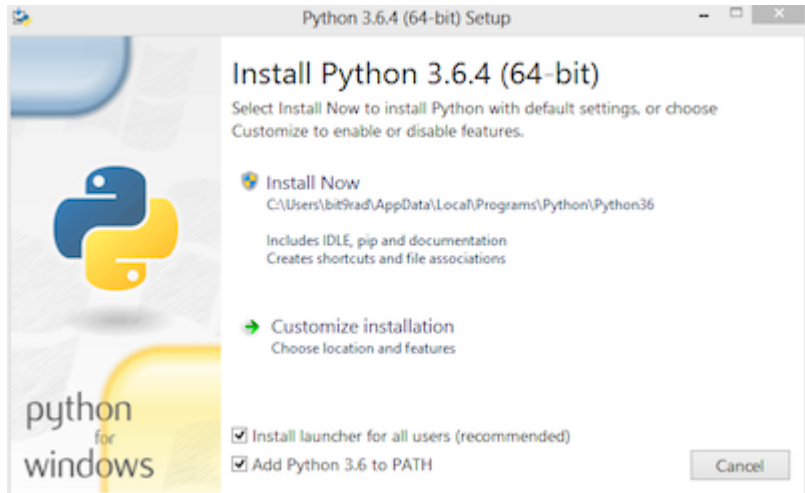 Python 3.6.4 (64-bit) Setup
Install Python 3.6.4 (64-bit)
Select Install Now to install Python with default settings, or choose
Customize to enable or disable features.
Install Now
C:\Users\bit9rad\AppData\Local\Programs\Python\Python36
Includes IDLE, pip and documentation
Creates shortcuts and file associations
Customize installation
Choose location and features
python
for
windows
Install launcher for all users (recommended)
Add Python 3.6 to PATH
Cancel